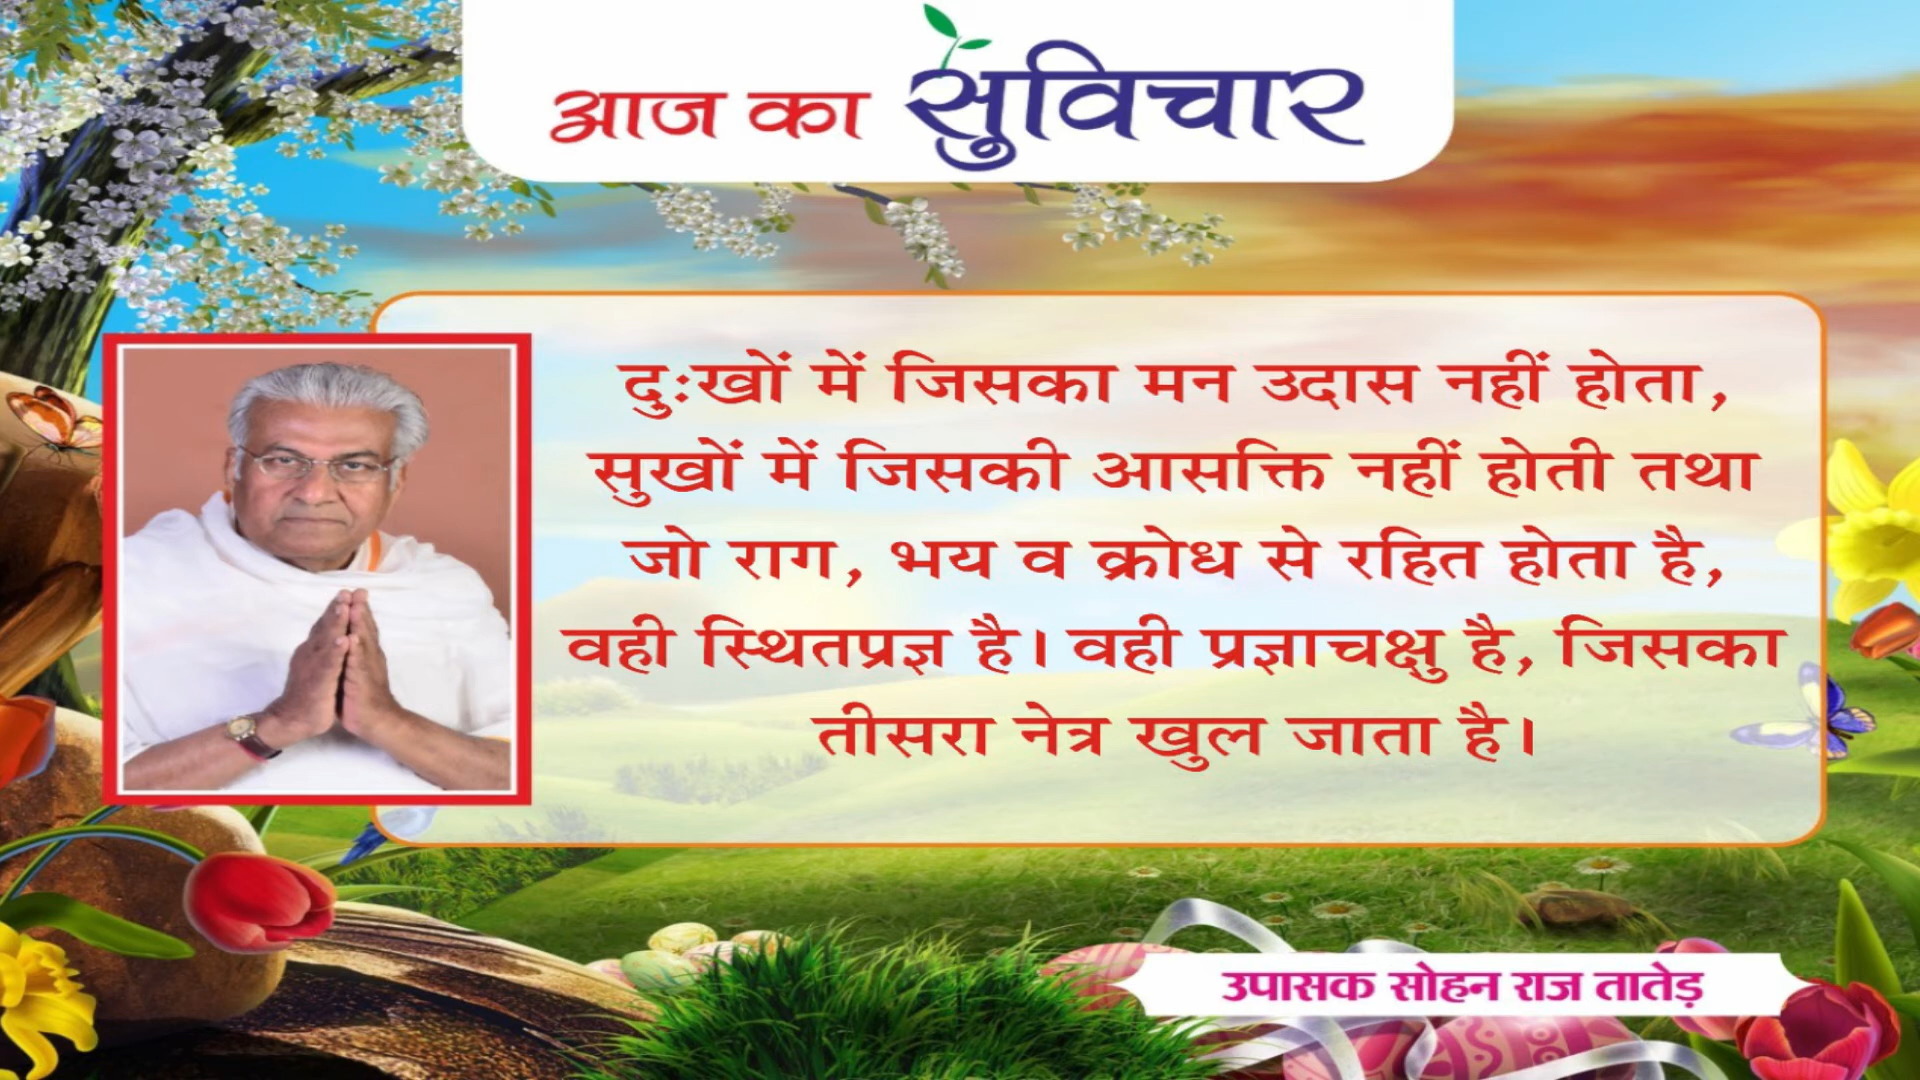 आज का सुविचार
दुःखों में जिसका मन उदास नहीं होता,
सुखों में जिसकी आसक्ति नहीं होती तथा
जो राग, भय व क्रोध से रहित होता है,
वही स्थितप्रज्ञ है। वही प्रज्ञाचक्षु है, जिसका
तीसरा नेत्र खुल जाता है।
उपासक सोहन राज तातेड़